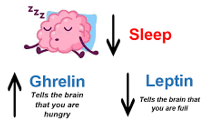 zzz
Sleep
Ghrelin
Tells the brain
that you are
hungry
Leptin
Tells the brain that
you are full